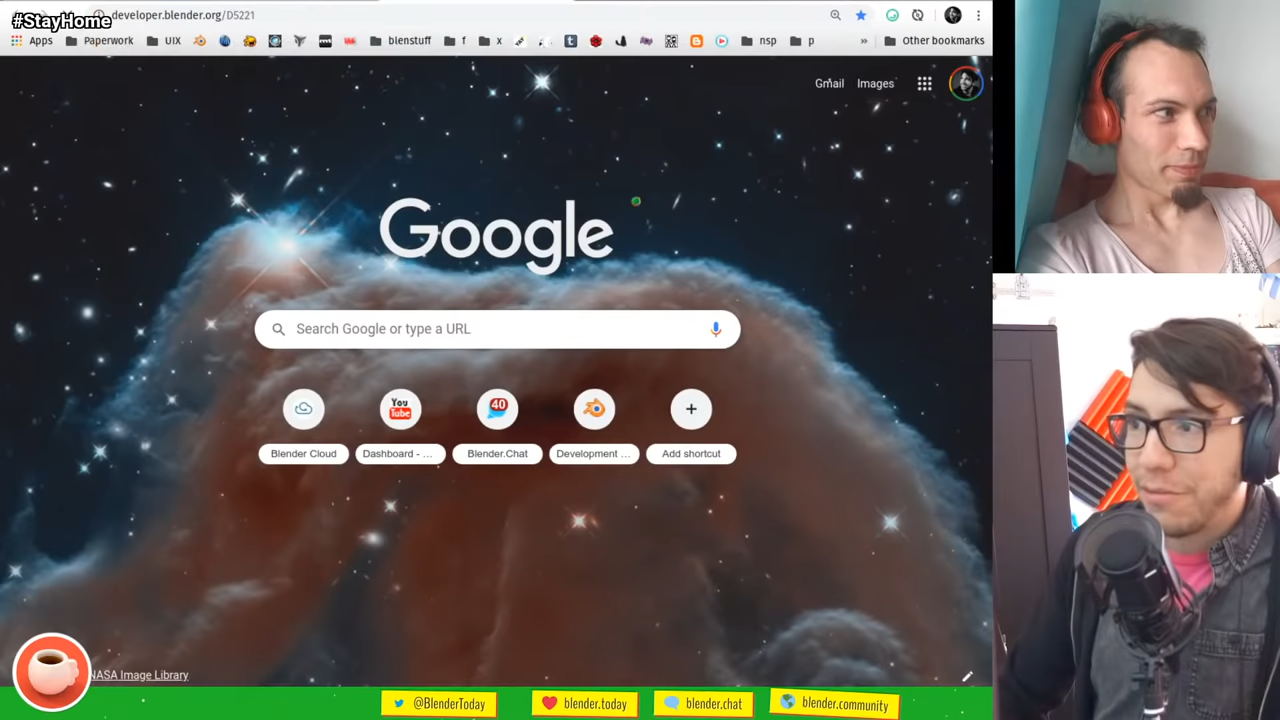 #StayHome
developer.blender.org/D5221
Apps Paperwork UIX blenstuff f x nsp p » Other bookmarks
Gmail Images
Google
Search Google or type a URL
You
Tube
40
Blender Cloud Dashboard - ... Blender.Chat Development ... Add shortcut
NASA Image Library
@BlenderToday blender.today blender.chat blender.community